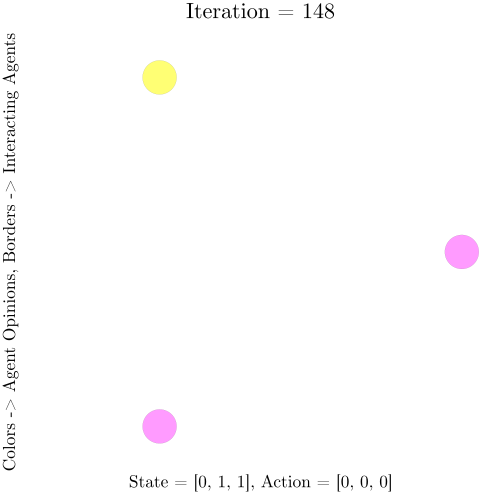 Iteration = 148
Colors -> Agent Opinions, Borders -> Interacting Agents
State = [0, 1, 1], Action = [0, 0, 0]